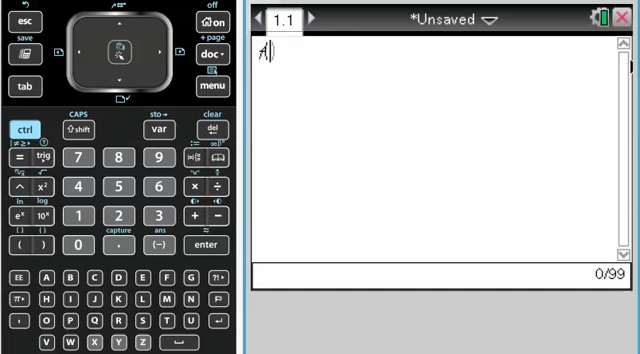 off
esc
on
1.1
*Unsaved
save
+ page
doc
tab
menu
CAPS
sto→
clear
ctrl
⇧shift
var
del
|≠≥►
= trig 7 8 9
^ x² 4 5 6 × ÷
ln log
eˣ 10ˣ 1 2 3 + −
{ } ( ) capture ans ≈
( ) 0 . (−) enter
0/99
EE A B C D E F G ?!►
π► H I J K L M N
, O P Q R S T U ↵
V W X Y Z